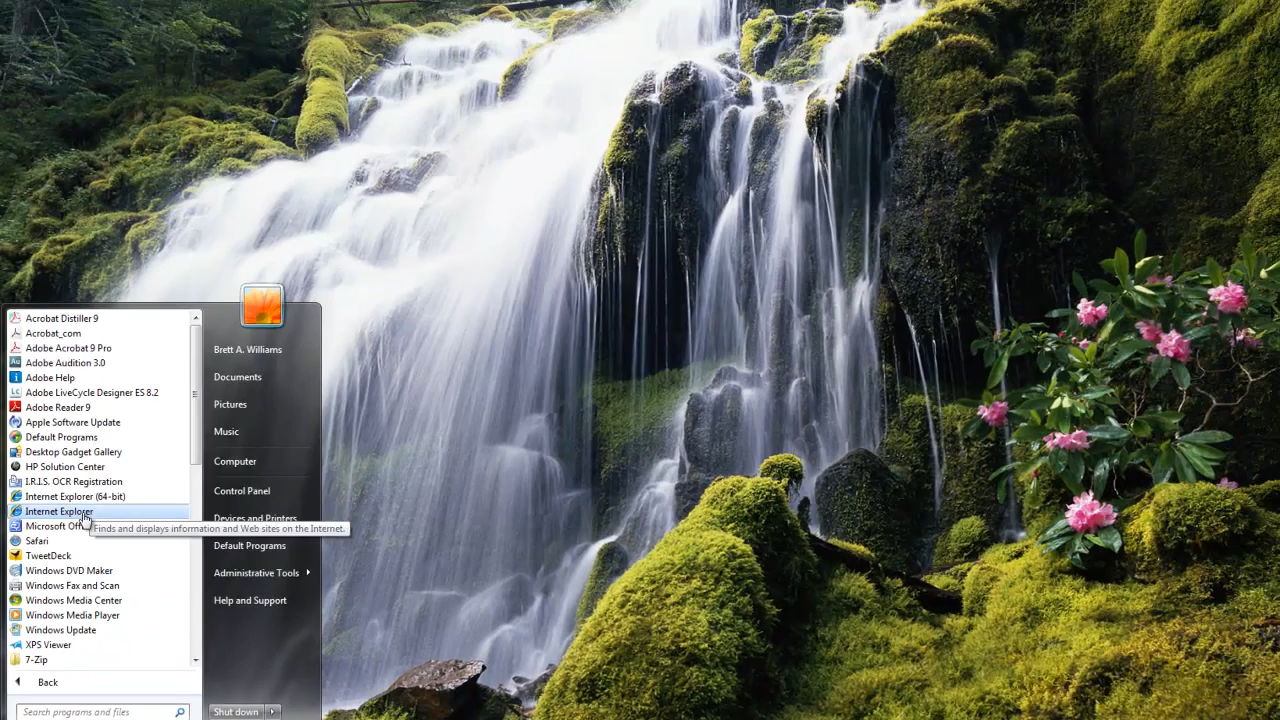 Acrobat Distiller 9
Acrobat_com
Adobe Acrobat 9 Pro
Adobe Audition 3.0
Adobe Help
Adobe LiveCycle Designer ES 8.2
Adobe Reader 9
Apple Software Update
Default Programs
Desktop Gadget Gallery
HP Solution Center
I.R.I.S. OCR Registration
Internet Explorer (64-bit)
Internet Explorer
Microsoft
Finds and displays information and Web sites on the Internet.
Safari
TweetDeck
Windows DVD Maker
Windows Fax and Scan
Windows Media Center
Windows Media Player
Windows Update
XPS Viewer
7-Zip
Back
Search programs and files
Brett A. Williams
Documents
Pictures
Music
Computer
Control Panel
Devices and Printers
Default Programs
Administrative Tools
Help and Support
Shut down